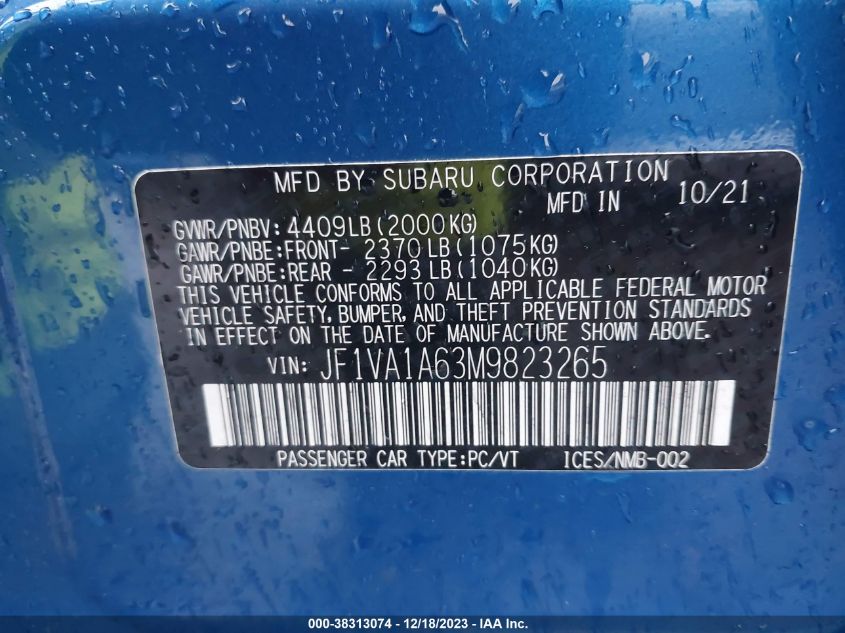 MFD BY SUBARU CORPORATION
MFD IN 10/21
GVWR/PNBV: 4409LB(2000KG)
GAWR/PNBE:FRONT- 2370LB(1075KG)
GAWR/PNBE:REAR - 2293LB(1040KG)
THIS VEHICLE CONFORMS TO ALL APPLICABLE FEDERAL MOTOR
VEHICLE SAFETY, BUMPER, AND THEFT PREVENTION STANDARDS
IN EFFECT ON THE DATE OF MANUFACTURE SHOWN ABOVE.
VIN: JF1VA1A63M9823265
PASSENGER CAR TYPE:PC/VT ICES/NMB-002
000-38313074 - 12/18/2023 - IAA Inc.